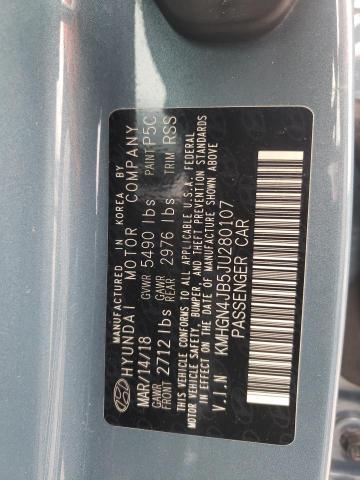 MANUFACTURED IN KOREA BY
HYUNDAI MOTOR COMPANY
MAR/14/18 GVWR 5490 lbs PAINT P5C
GAWR FRONT 2712 lbs GAWR REAR 2976 lbs TRIM RSS
THIS VEHICLE CONFORMS TO ALL APPLICABLE U.S.A. FEDERAL
MOTOR VEHICLE SAFETY, BUMPER, AND THEFT PREVENTION STANDARDS
IN EFFECT ON THE DATE OF MANUFACTURE SHOWN ABOVE.
V.I.N KMHGN4JB5JU280107
PASSENGER CAR